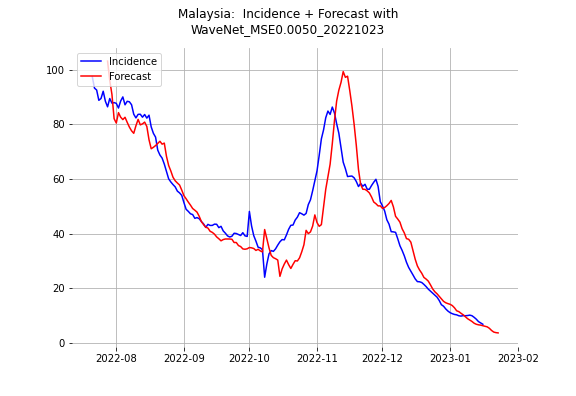 Malaysia:  Incidence + Forecast with
WaveNet_MSE0.0050_20221023
Incidence
Forecast
100
80
60
40
20
0
2022-08 2022-09 2022-10 2022-11 2022-12 2023-01 2023-02